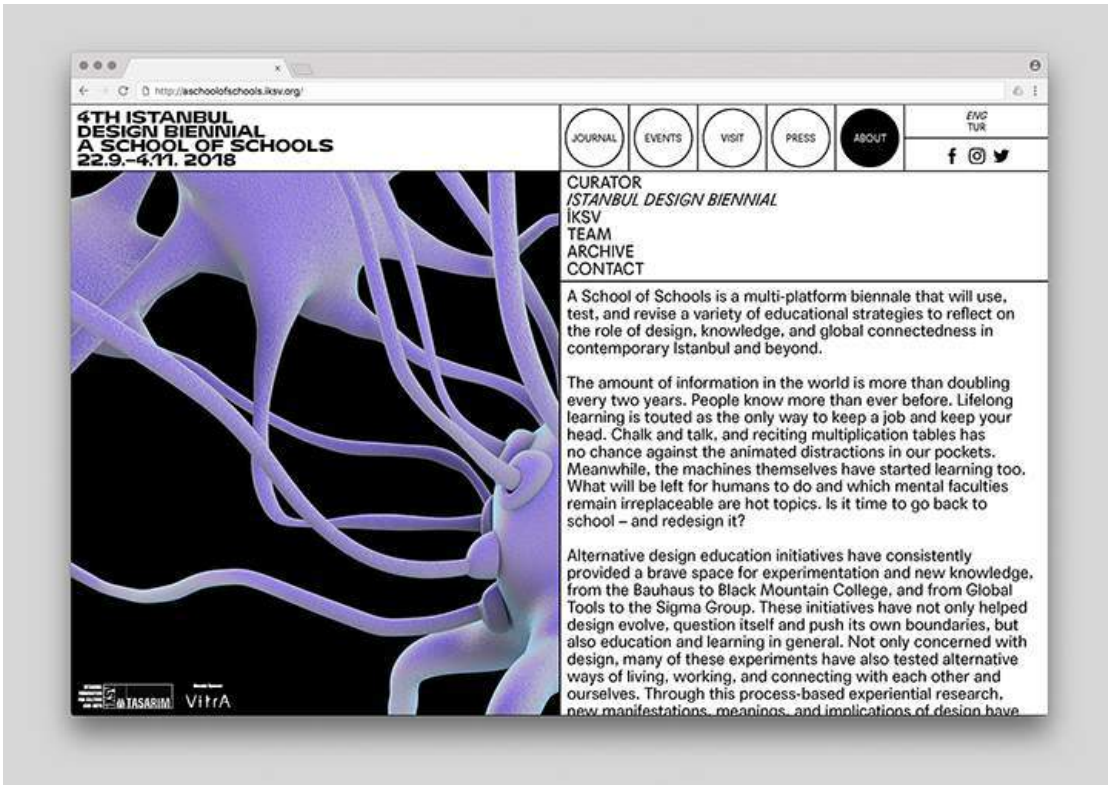 http://aschoolofschools.iksv.org/
4TH ISTANBUL
DESIGN BIENNIAL
A SCHOOL OF SCHOOLS
22.9.–4.11. 2018
JOURNAL
EVENTS
VISIT
PRESS
ABOUT
ENG
TUR
CURATOR
ISTANBUL DESIGN BIENNIAL
İKSV
TEAM
ARCHIVE
CONTACT
A School of Schools is a multi-platform biennale that will use,
test, and revise a variety of educational strategies to reflect on
the role of design, knowledge, and global connectedness in
contemporary Istanbul and beyond.
The amount of information in the world is more than doubling
every two years. People know more than ever before. Lifelong
learning is touted as the only way to keep a job and keep your
head. Chalk and talk, and reciting multiplication tables has
no chance against the animated distractions in our pockets.
Meanwhile, the machines themselves have started learning too.
What will be left for humans to do and which mental faculties
remain irreplaceable are hot topics. Is it time to go back to
school – and redesign it?
Alternative design education initiatives have consistently
provided a brave space for experimentation and new knowledge,
from the Bauhaus to Black Mountain College, and from Global
Tools to the Sigma Group. These initiatives have not only helped
design evolve, question itself and push its own boundaries, but
also education and learning in general. Not only concerned with
design, many of these experiments have also tested alternative
ways of living, working, and connecting with each other and
ourselves. Through this process-based experiential research,
new manifestations, meanings, and implications of design have
TASARIM
VitrA